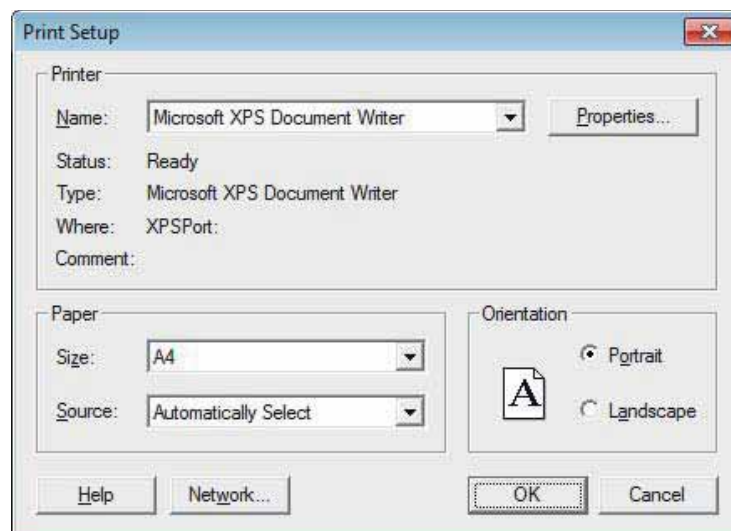 Print Setup
Printer
Name: Microsoft XPS Document Writer Properties...
Status: Ready
Type: Microsoft XPS Document Writer
Where: XPSPort:
Comment:
Paper
Size: A4
Source: Automatically Select
Orientation
A
Portrait
Landscape
Help Network... OK Cancel